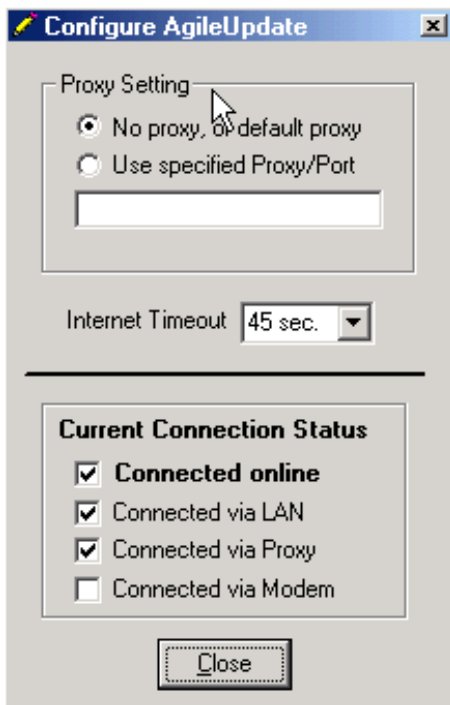 Configure AgileUpdate
Proxy Setting
No proxy, or default proxy
Use specified Proxy/Port
Internet Timeout 45 sec.
Current Connection Status
Connected online
Connected via LAN
Connected via Proxy
Connected via Modem
Close